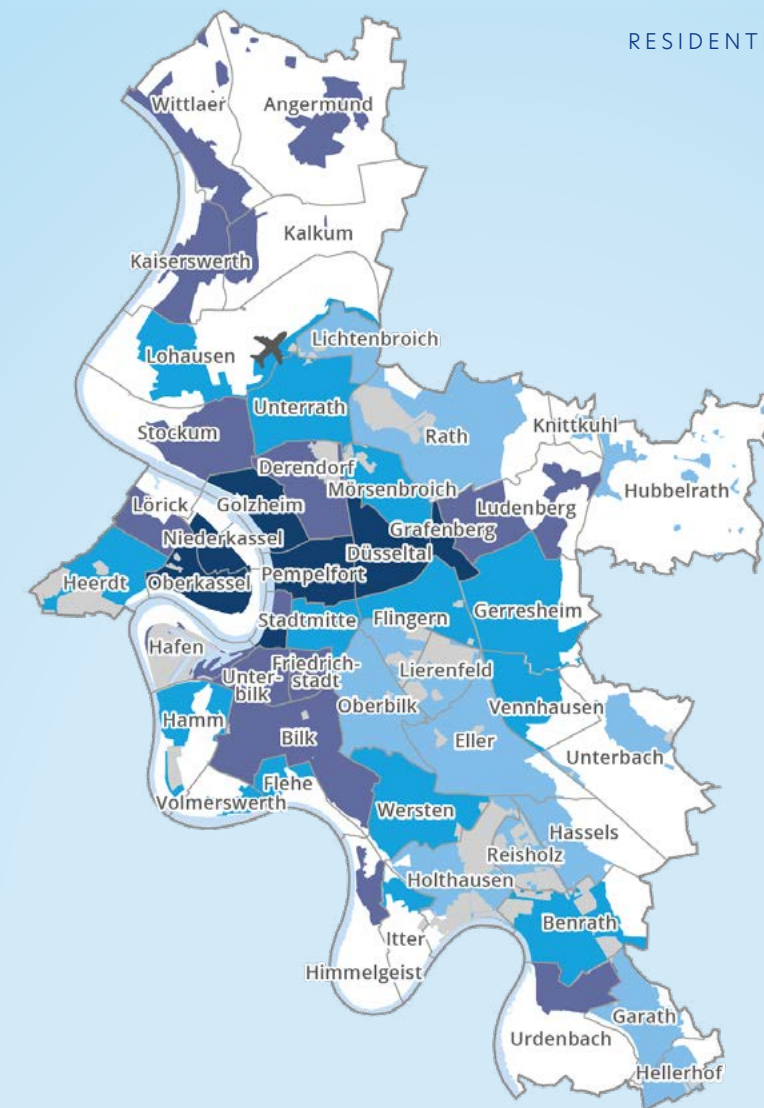 RESIDENT
Wittlaer
Angermund
Kalkum
Kaiserswerth
Lichtenbroich
Lohausen
Unterrath
Knittkuhl
Stockum
Rath
Derendorf
Mörsenbroich
Hubbelrath
Lörick
Golzheim
Ludenberg
Grafenberg
Niederkassel
Düsseltal
Pempelfort
Heerdt
Oberkassel
Gerresheim
Stadtmitte
Flingern
Hafen
Friedrich-
stadt
Lierenfeld
Unter-
bilk
Oberbilk
Vennhausen
Hamm
Bilk
Eller
Unterbach
Flehe
Volmerswerth
Wersten
Hassels
Reisholz
Holthausen
Benrath
Itter
Himmelgeist
Garath
Urdenbach
Hellerhof